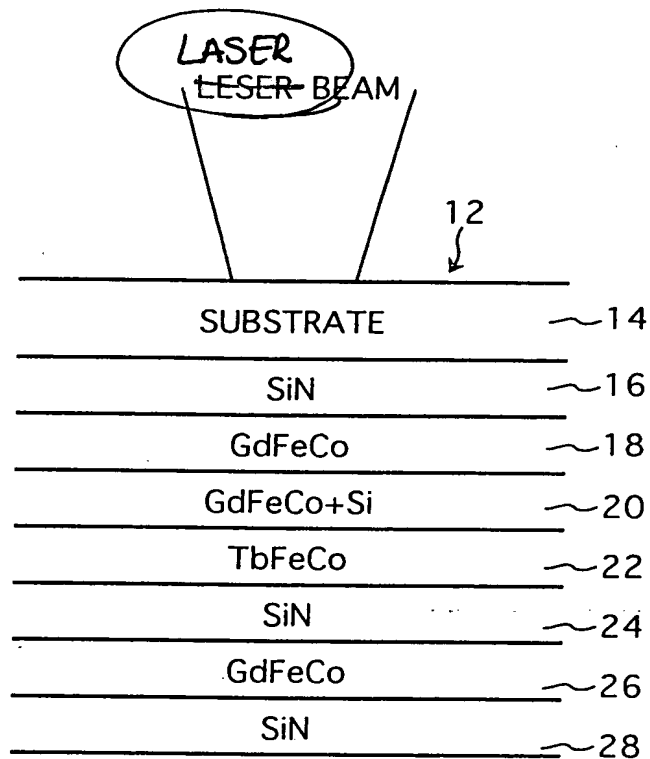 LASER
LESER BEAM
12
SUBSTRATE 14
SiN 16
GdFeCo 18
GdFeCo+Si 20
TbFeCo 22
SiN 24
GdFeCo 26
SiN 28